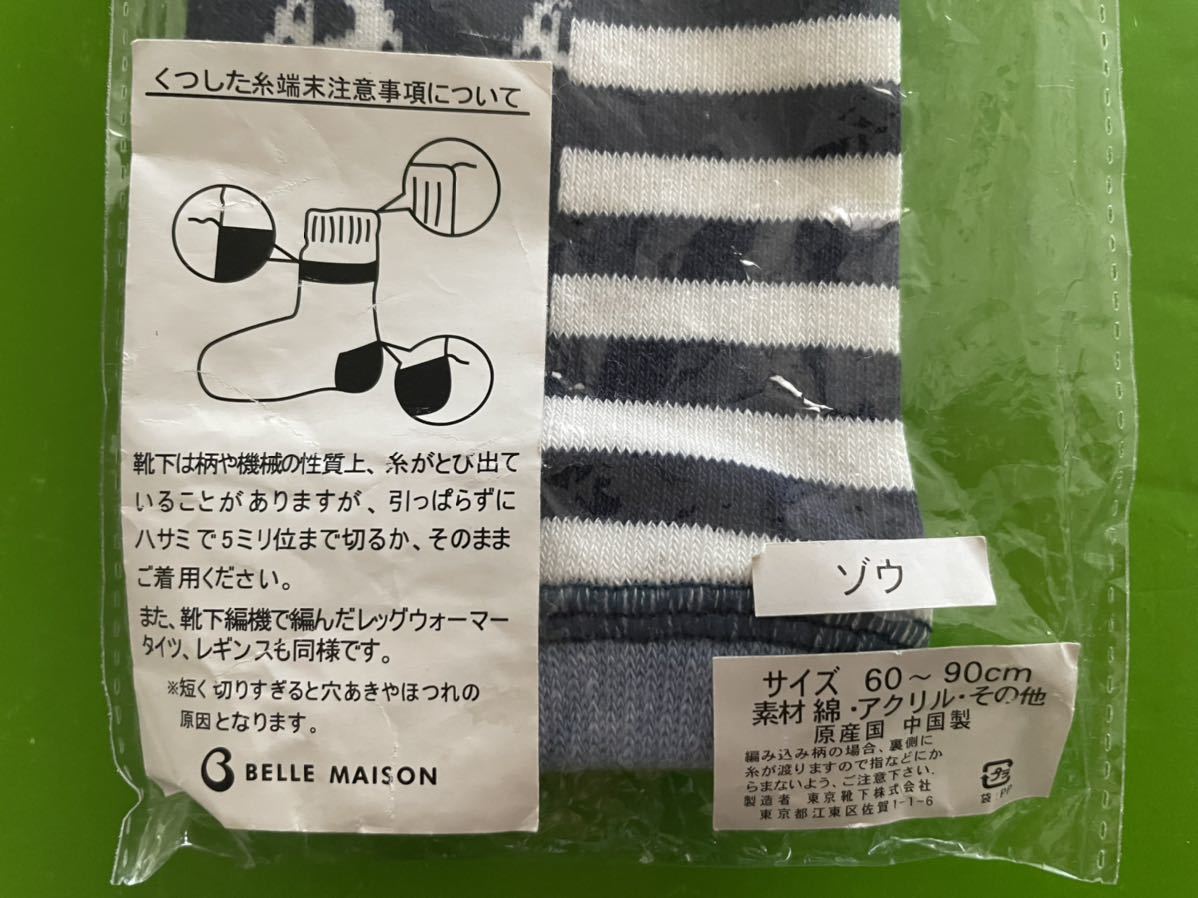 くつした糸端末注意事項について
靴下は柄や機械の性質上、糸がとび出て
いることがありますが、引っぱらずに
ハサミで5ミリ位まで切るか、そのまま
ご着用ください。
また、靴下編機で編んだレッグウォーマー
タイツ、レギンスも同様です。
※短く切りすぎると穴あきやほつれの
原因となります。
BELLE MAISON
ゾウ
サイズ 60～90cm
素材 綿・アクリル・その他
原産国 中国製
編み込み柄の場合、裏側に
糸が渡りますので指などにか
らまないよう、ご注意下さい.
製造者 東京靴下株式会社
東京都江東区佐賀1-1-6
プラ
袋:PP